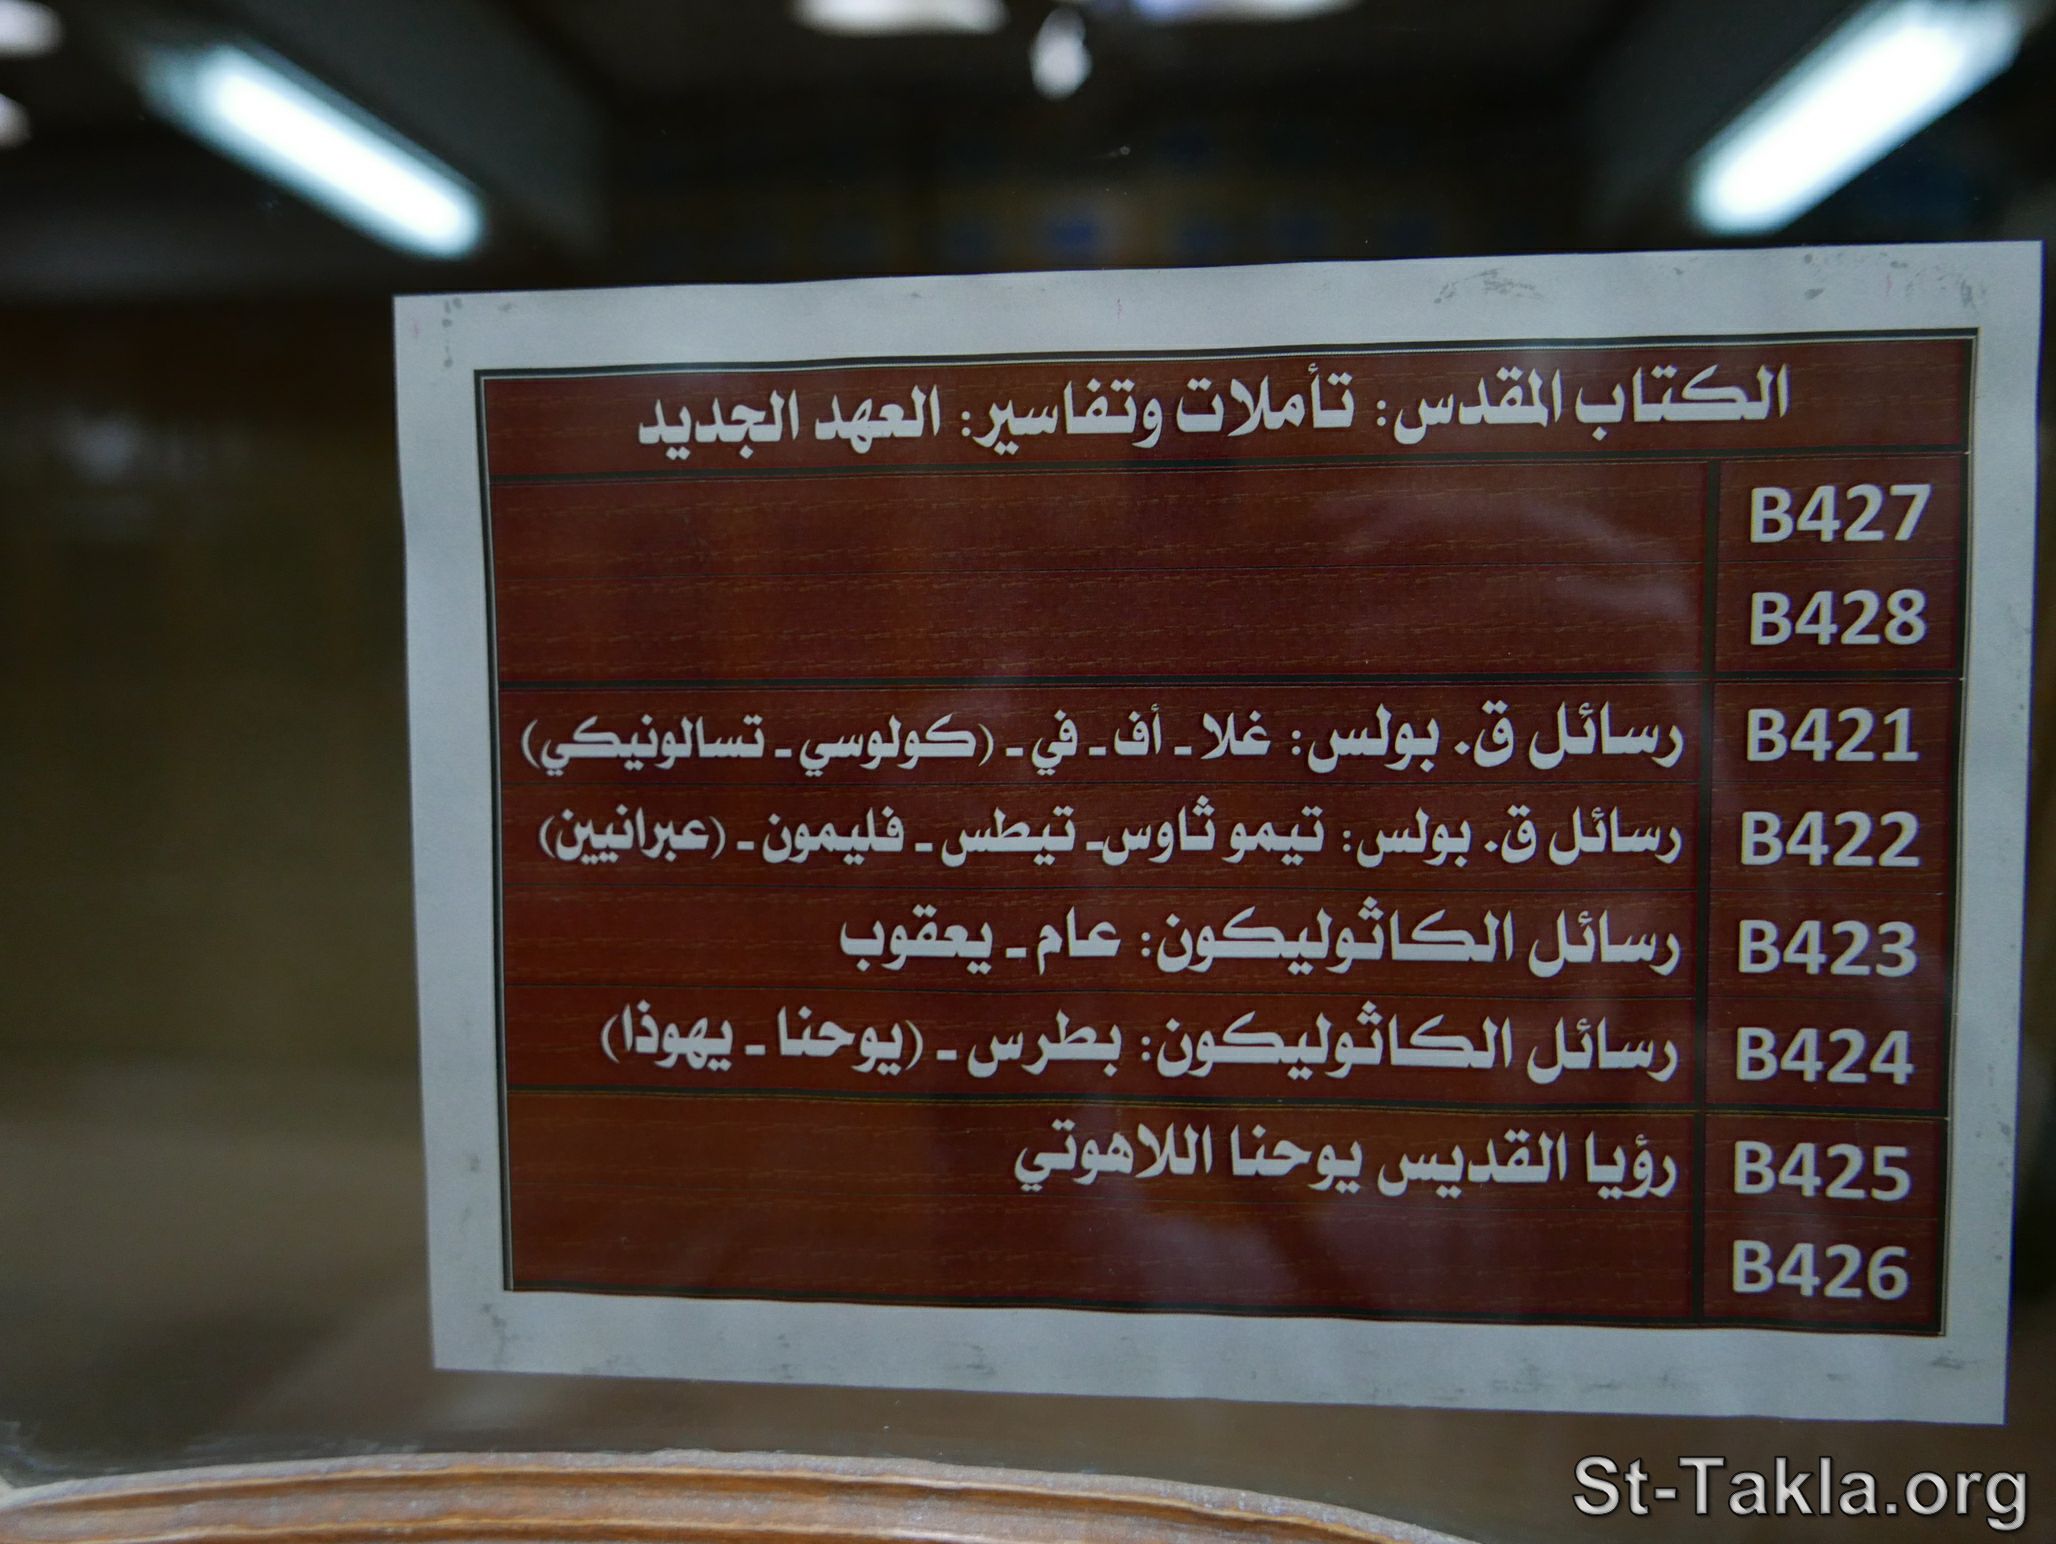 الكتاب المقدس: تأملات وتفاسير: العهد الجديد
B427
B428
B421 رسائل ق. بولس: غلا ـ أف ـ في ـ (كولوسي ـ تسالونيكي)
B422 رسائل ق. بولس: تيموثاوس ـ تيطس ـ فليمون ـ (عبرانيين)
B423 رسائل الكاثوليكون: عام ـ يعقوب
B424 رسائل الكاثوليكون: بطرس ـ (يوحنا ـ يهوذا)
B425 رؤيا القديس يوحنا اللاهوتي
B426
St-Takla.org